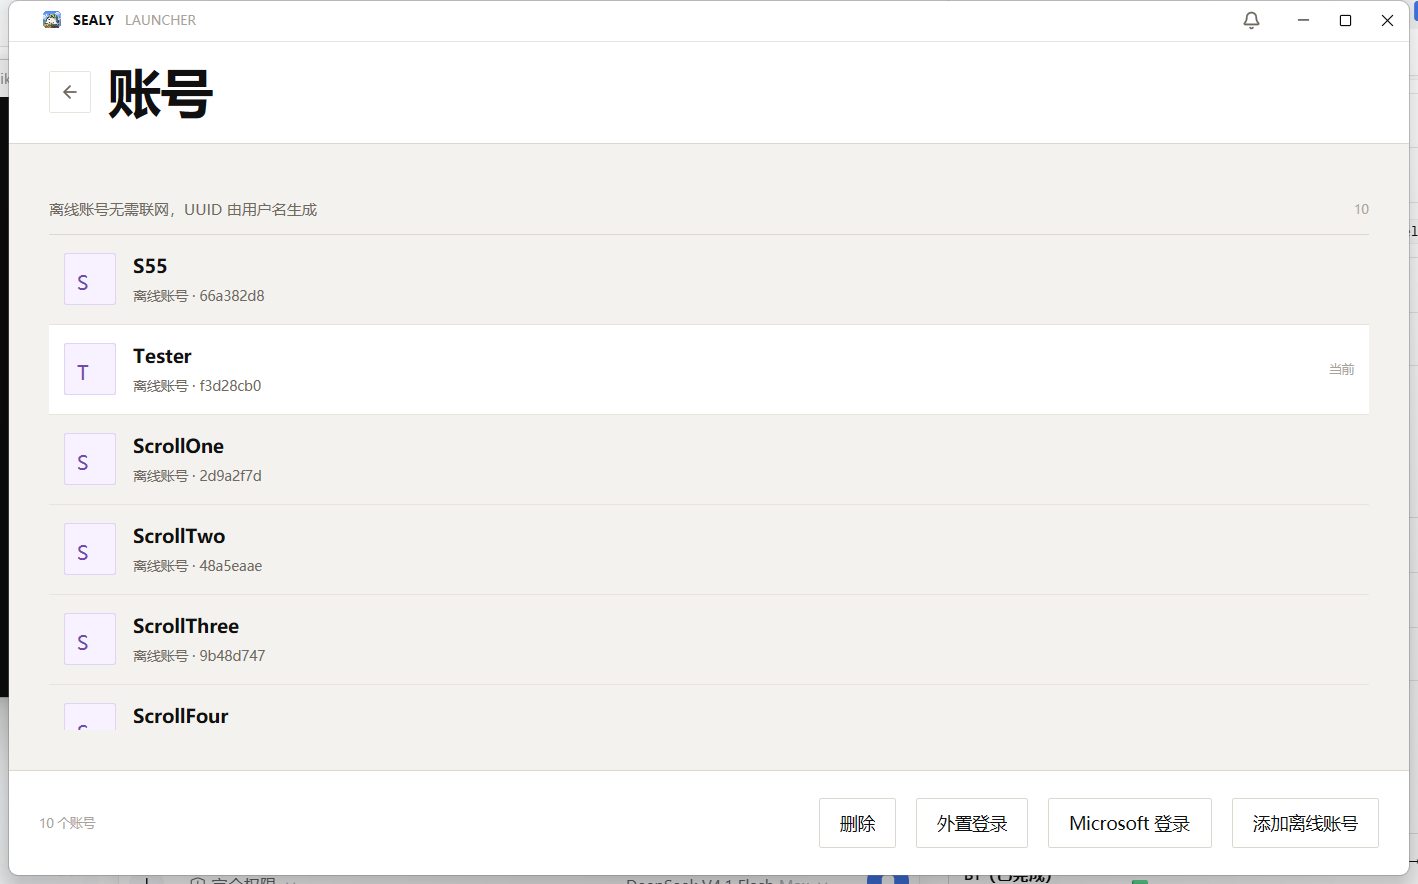 SEALY LAUNCHER
账号
离线账号无需联网，UUID 由用户名生成 10
S
S55
离线账号 · 66a382d8
T
Tester
离线账号 · f3d28cb0
当前
S
ScrollOne
离线账号 · 2d9a2f7d
S
ScrollTwo
离线账号 · 48a5eaae
S
ScrollThree
离线账号 · 9b48d747
ScrollFour
10 个账号
删除 外置登录 Microsoft 登录 添加离线账号